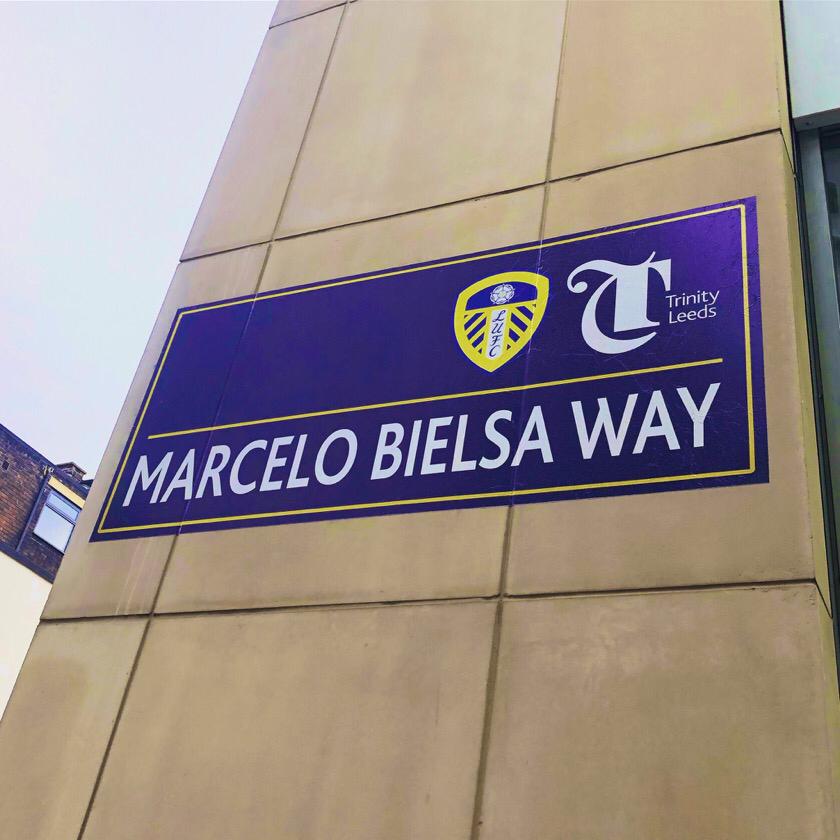 LUFC
T
Trinity
Leeds
MARCELO BIELSA WAY